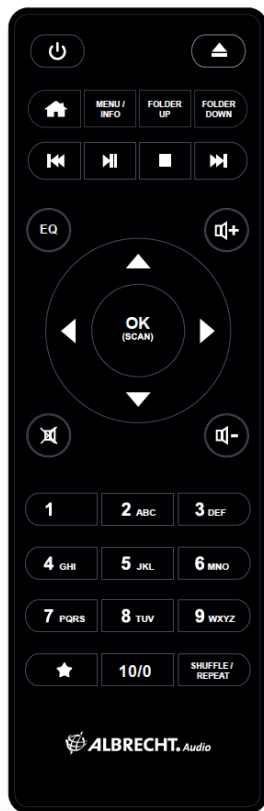 MENU / INFO FOLDER UP FOLDER DOWN
EQ
OK
(SCAN)
1 2 ABC 3 DEF
4 GHI 5 JKL 6 MNO
7 PQRS 8 TUV 9 WXYZ
10/0 SHUFFLE / REPEAT
ALBRECHT. Audio